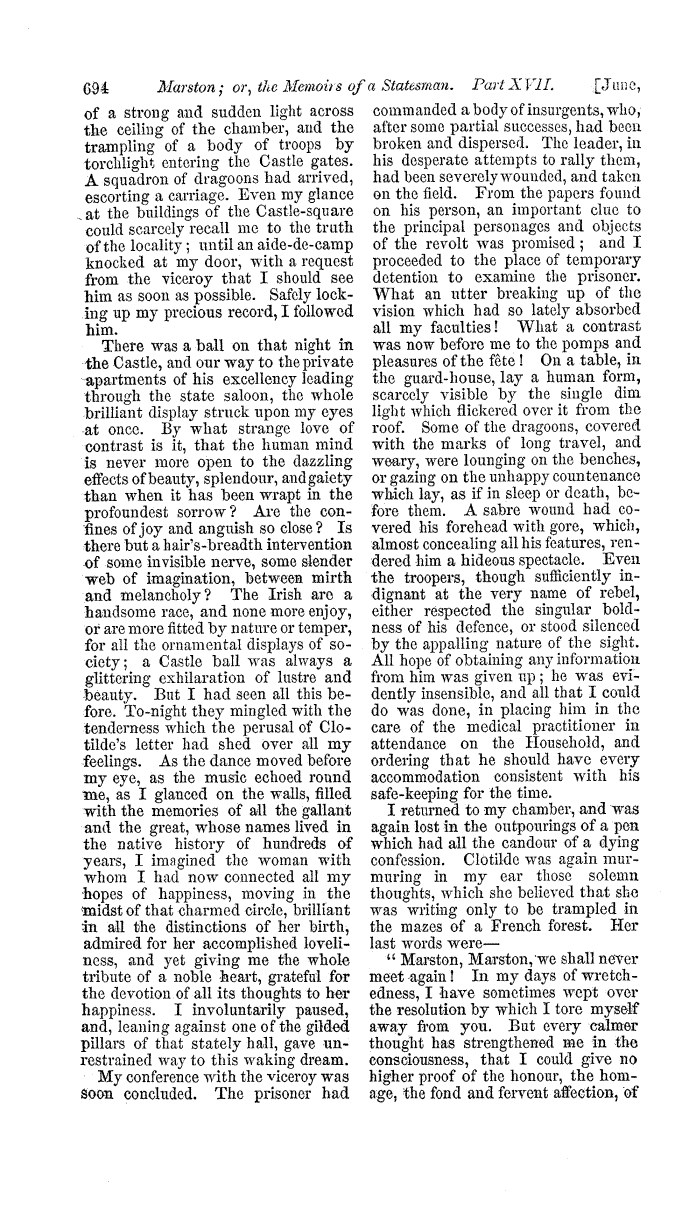 694 Marston; or, the Memoirs of a Statesman. Part XVII. [June,
of a strong and sudden light across
the ceiling of the chamber, and the
trampling of a body of troops by
torchlight, entering the Castle gates.
A squadron of dragoons had arrived,
escorting a carriage. Even my glance
at the buildings of the Castle-square
could scarcely recall me to the truth
of the locality; until an aide-de-camp
knocked at my door, with a request
from the viceroy that I should see
him as soon as possible. Safely lock-
ing up my precious record, I followed
him.
There was a ball on that night in
the Castle, and our way to the private
apartments of his excellency leading
through the state saloon, the whole
brilliant display struck upon my eyes
at once. By what strange love of
contrast is it, that the human mind
is never more open to the dazzling
effects of beauty, splendour, and gaiety
than when it has been wrapt in the
profoundest sorrow? Are the con-
fines of joy and anguish so close? Is
there but a hair's-breadth intervention
of some invisible nerve, some slender
web of imagination, between mirth
and melancholy? The Irish are a
handsome race, and none more enjoy,
or are more fitted by nature or temper,
for all the ornamental displays of so-
ciety; a Castle ball was always a
glittering exhilaration of lustre and
beauty. But I had seen all this be-
fore. To-night they mingled with the
tenderness which the perusal of Clo-
tilde's letter had shed over all my
feelings. As the dance moved before
my eye, as the music echoed round
me, as I glanced on the walls, filled
with the memories of all the gallant
and the great, whose names lived in
the native history of hundreds of
years, I imagined the woman with
whom I had now connected all my
hopes of happiness, moving in the
midst of that charmed circle, brilliant
in all the distinctions of her birth,
admired for her accomplished loveli-
ness, and yet giving me the whole
tribute of a noble heart, grateful for
the devotion of all its thoughts to her
happiness. I involuntarily paused,
and, leaning against one of the gilded
pillars of that stately hall, gave un-
restrained way to this waking dream.
My conference with the viceroy was
soon concluded. The prisoner had
commanded a body of insurgents, who,
after some partial successes, had been
broken and dispersed. The leader, in
his desperate attempts to rally them,
had been severely wounded, and taken
on the field. From the papers found
on his person, an important clue to
the principal personages and objects
of the revolt was promised; and I
proceeded to the place of temporary
detention to examine the prisoner.
What an utter breaking up of the
vision which had so lately absorbed
all my faculties! What a contrast
was now before me to the pomps and
pleasures of the fête! On a table, in
the guard-house, lay a human form,
scarcely visible by the single dim
light which flickered over it from the
roof. Some of the dragoons, covered
with the marks of long travel, and
weary, were lounging on the benches,
or gazing on the unhappy countenance
which lay, as if in sleep or death, be-
fore them. A sabre wound had co-
vered his forehead with gore, which,
almost concealing all his features, ren-
dered him a hideous spectacle. Even
the troopers, though sufficiently in-
dignant at the very name of rebel,
either respected the singular bold-
ness of his defence, or stood silenced
by the appalling nature of the sight.
All hope of obtaining any information
from him was given up; he was evi-
dently insensible, and all that I could
do was done, in placing him in the
care of the medical practitioner in
attendance on the Household, and
ordering that he should have every
accommodation consistent with his
safe-keeping for the time.
I returned to my chamber, and was
again lost in the outpourings of a pen
which had all the candour of a dying
confession. Clotilde was again mur-
muring in my ear those solemn
thoughts, which she believed that she
was writing only to be trampled in
the mazes of a French forest. Her
last words were—
"Marston, Marston, we shall never
meet again! In my days of wretch-
edness, I have sometimes wept over
the resolution by which I tore myself
away from you. But every calmer
thought has strengthened me in the
consciousness, that I could give no
higher proof of the honour, the hom-
age, the fond and fervent affection, of